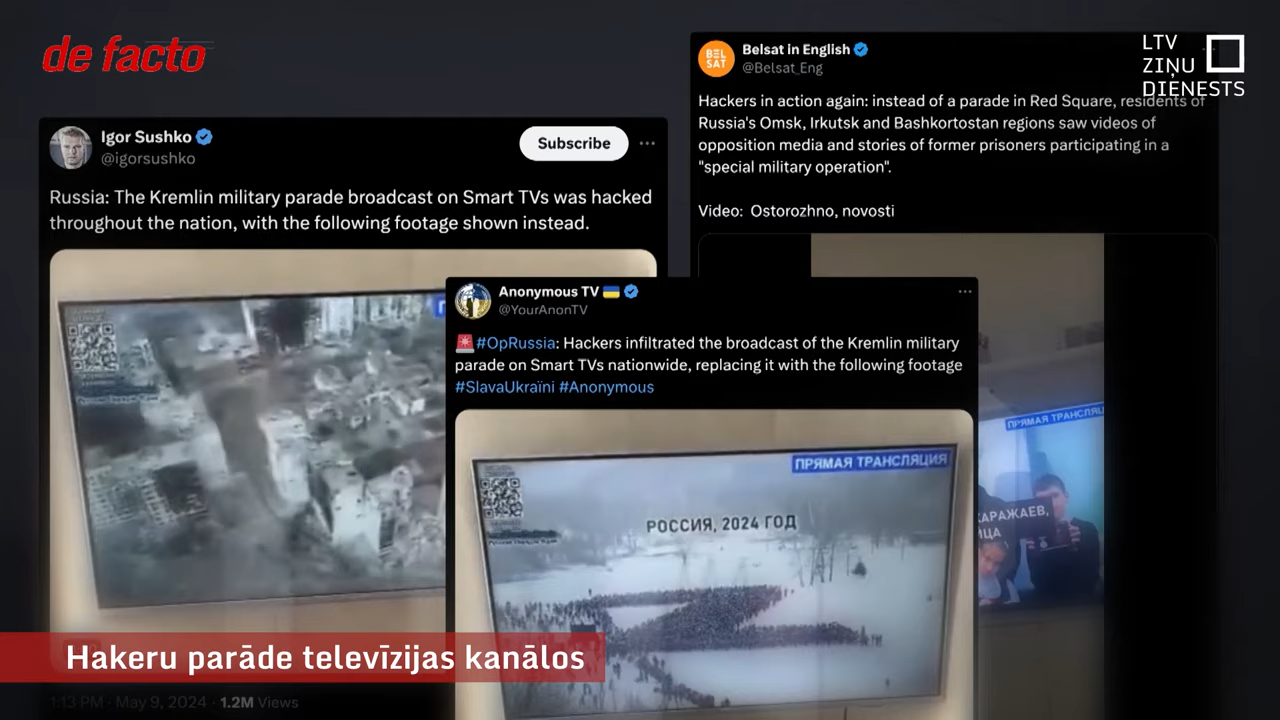 de facto
LTV
ZIŅU
DIENESTS
Igor Sushko
@igorsushko
Subscribe
Russia: The Kremlin military parade broadcast on Smart TVs was hacked
throughout the nation, with the following footage shown instead.
1:13 PM · May 9, 2024 · 1.2M Views
BEL
SAT
Belsat in English
@Belsat_Eng
Hackers in action again: instead of a parade in Red Square, residents of
Russia's Omsk, Irkutsk and Bashkortostan regions saw videos of
opposition media and stories of former prisoners participating in a
"special military operation".
Video: Ostorozhno, novosti
ПРЯМАЯ ТРАНСЛЯЦ
КАРАЖАЕВ,
Anonymous TV
@YourAnonTV
#OpRussia: Hackers infiltrated the broadcast of the Kremlin military
parade on Smart TVs nationwide, replacing it with the following footage
#SlavaUkraïni #Anonymous
ПРЯМАЯ ТРАНСЛЯЦИЯ
РОССИЯ, 2024 ГОД
Hakeru parāde televīzijas kanālos